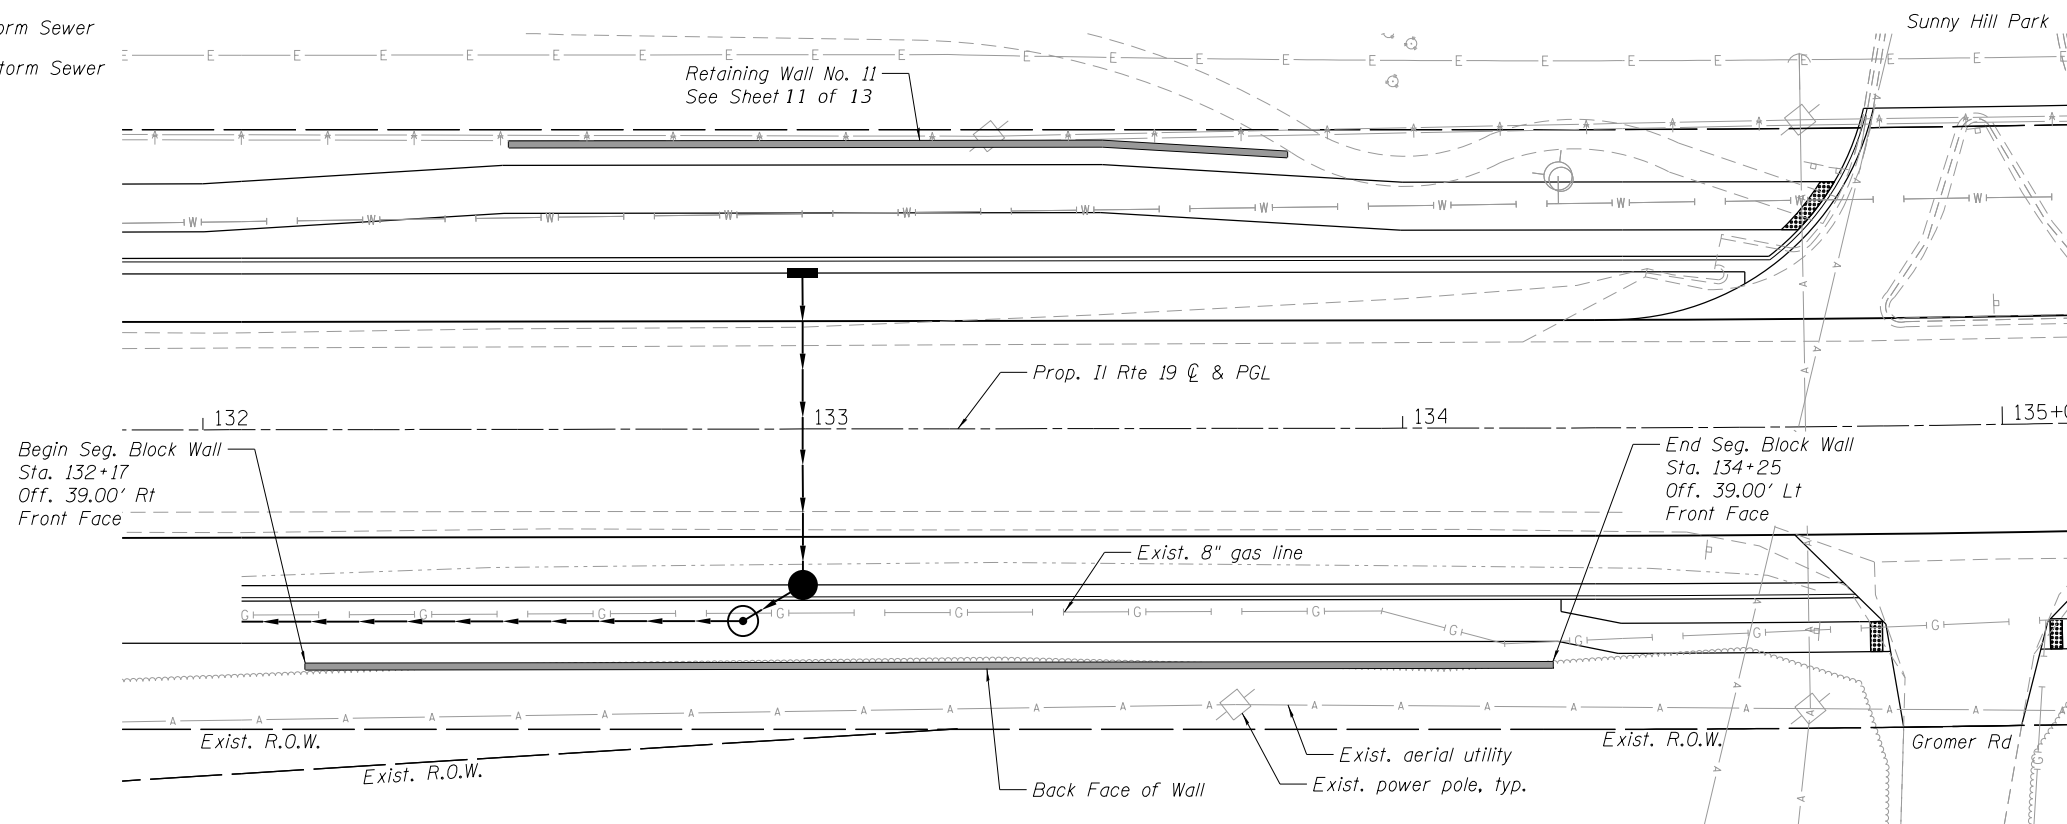 orm Sewer
Sunny Hill Park
torm Sewer
Retaining Wall No. 11
See Sheet 11 of 13
Prop. Il Rte 19 ℄ & PGL
132
133
134
135+0
Begin Seg. Block Wall
Sta. 132+17
Off. 39.00' Rt
Front Face
End Seg. Block Wall
Sta. 134+25
Off. 39.00' Lt
Front Face
Exist. 8" gas line
Exist. R.O.W.
Exist. R.O.W.
Gromer Rd
Exist. aerial utility
Exist. R.O.W.
Exist. power pole, typ.
Back Face of Wall